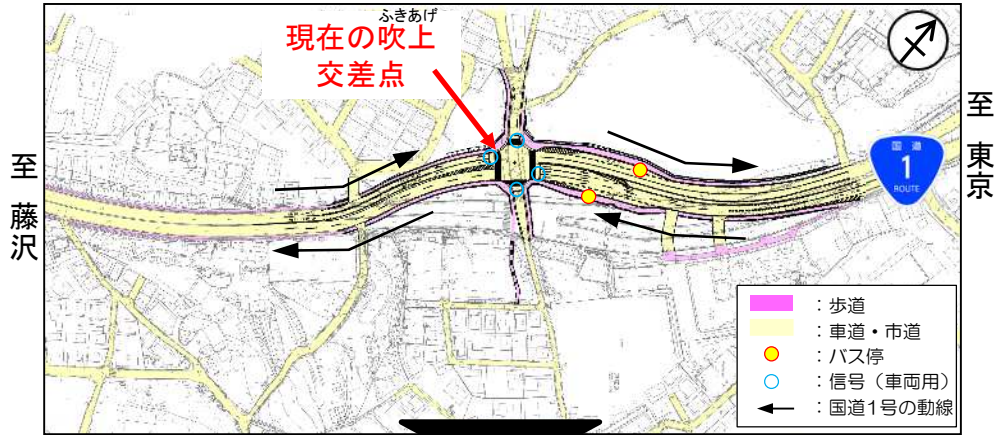 ふきあげ
現在の吹上
交差点
至 藤沢
至 東京
国道
1
ROUTE
：歩道
：車道・市道
：バス停
：信号（車両用）
：国道1号の動線